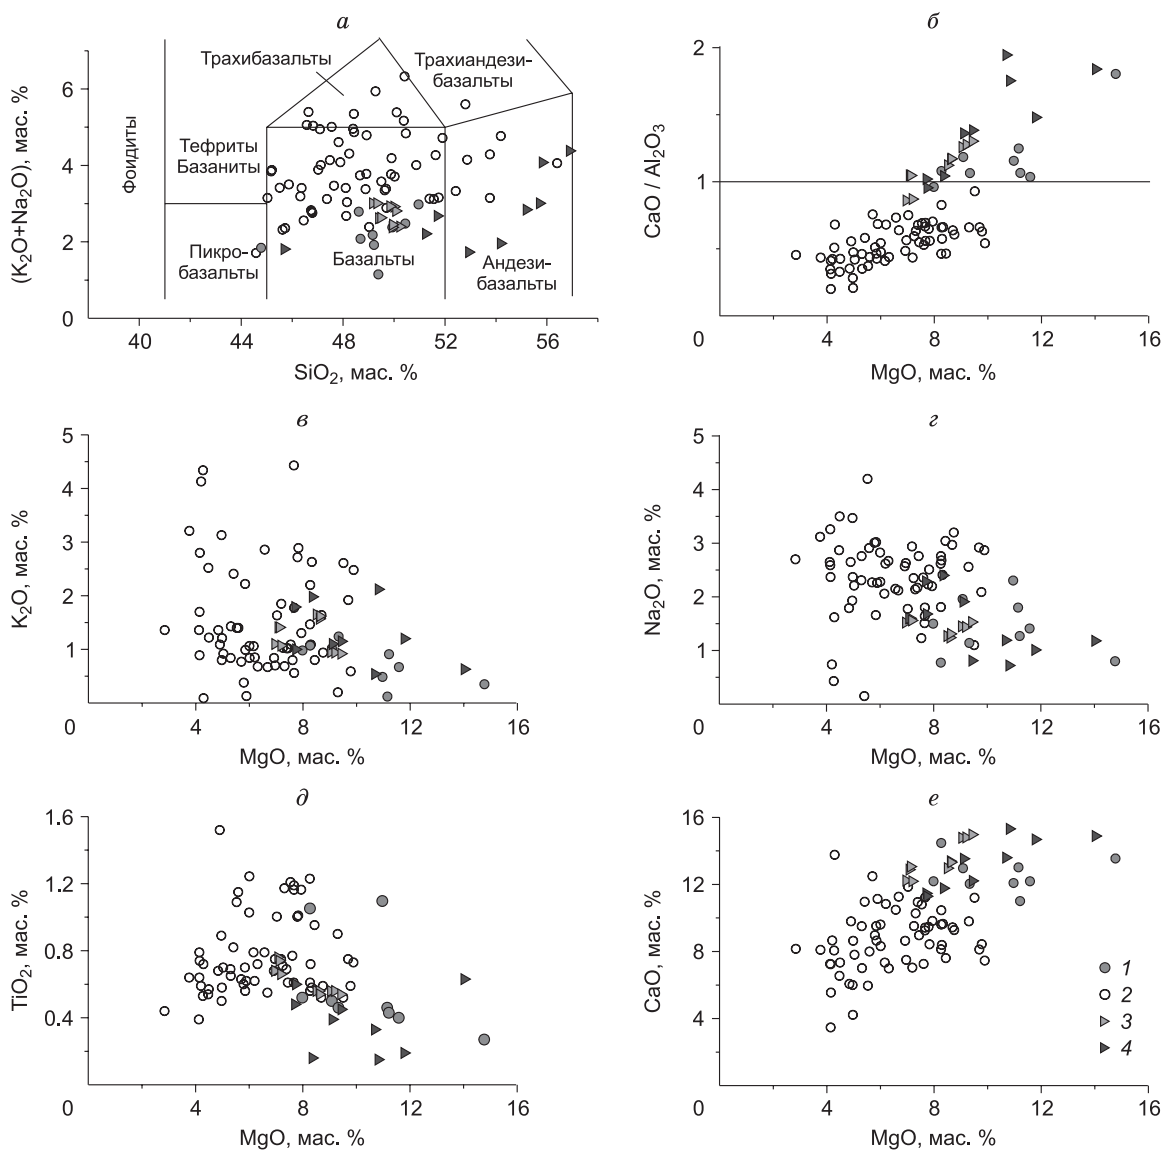 а
(K₂O+Na₂O), мас. %
6
4
2
0
Фоидиты
Трахибазальты
Трахиандези-
базальты
Тефриты
Базаниты
Пикро-
базальты
Базальты
Андези-
базальты
40
44
48
52
56
SiO₂, мас. %
б
CaO / Al₂O₃
2
1
0
4
8
12
16
MgO, мас. %
в
K₂O, мас. %
5
4
3
2
1
0
4
8
12
16
MgO, мас. %
г
Na₂O, мас. %
5
4
3
2
1
0
4
8
12
16
MgO, мас. %
д
TiO₂, мас. %
1.6
1.2
0.8
0.4
0
4
8
12
16
MgO, мас. %
е
CaO, мас. %
16
12
8
4
0
4
8
12
16
MgO, мас. %
1
2
3
4